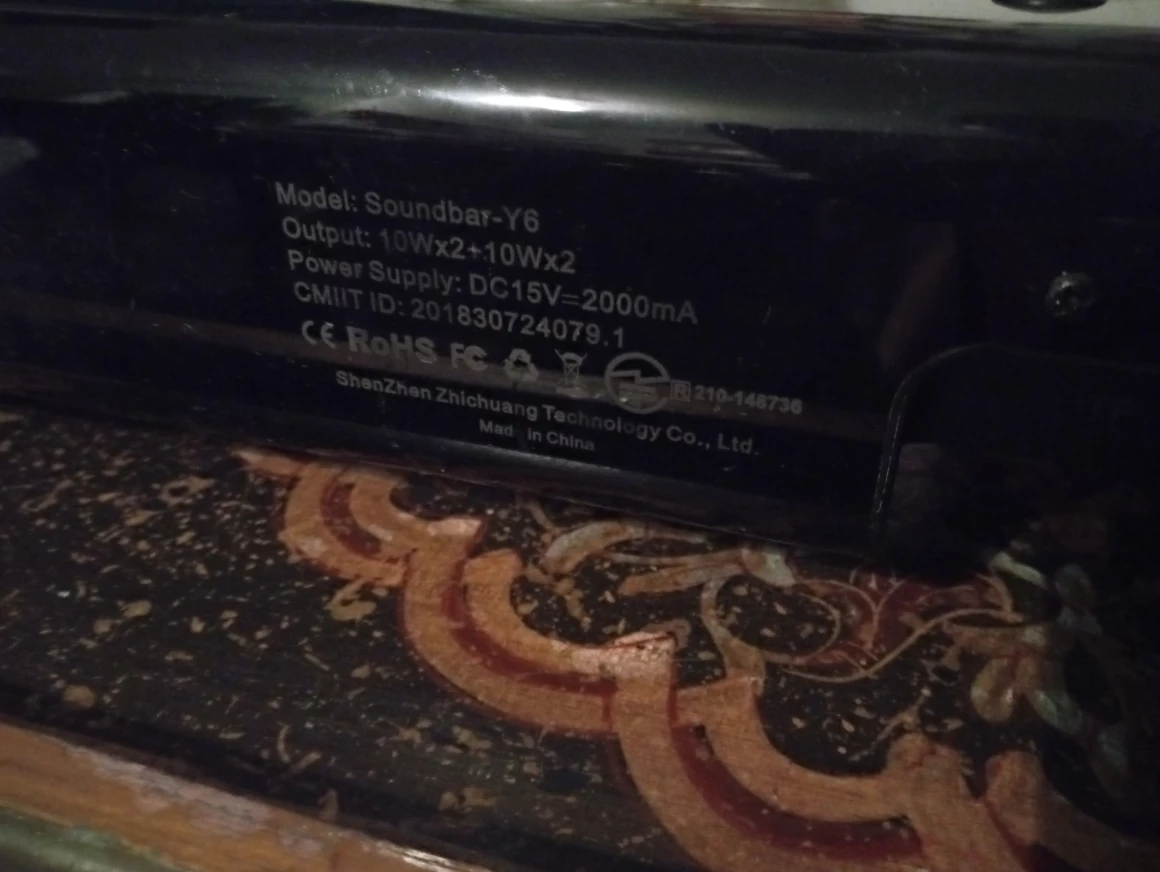 Model: Soundbar-Y6
Output: 10Wx2+10Wx2
Power Supply: DC15V=2000mA
CMIIT ID: 201830724079.1
CE RoHS FC R 210-148736
ShenZhen Zhichuang Technology Co., Ltd.
Mad in China